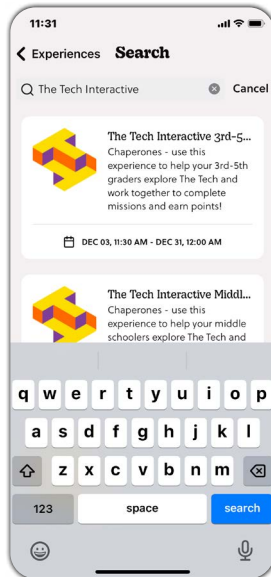 11:31
Experiences Search
The Tech Interactive Cancel
The Tech Interactive 3rd-5...
Chaperones - use this
experience to help your 3rd-5th
graders explore The Tech and
work together to complete
missions and earn points!
DEC 03, 11:30 AM - DEC 31, 12:00 AM
The Tech Interactive Middl...
Chaperones - use this
experience to help your middle
schoolers explore The Tech and
q w e r t y u i o p
a s d f g h j k l
z x c v b n m
123 space search